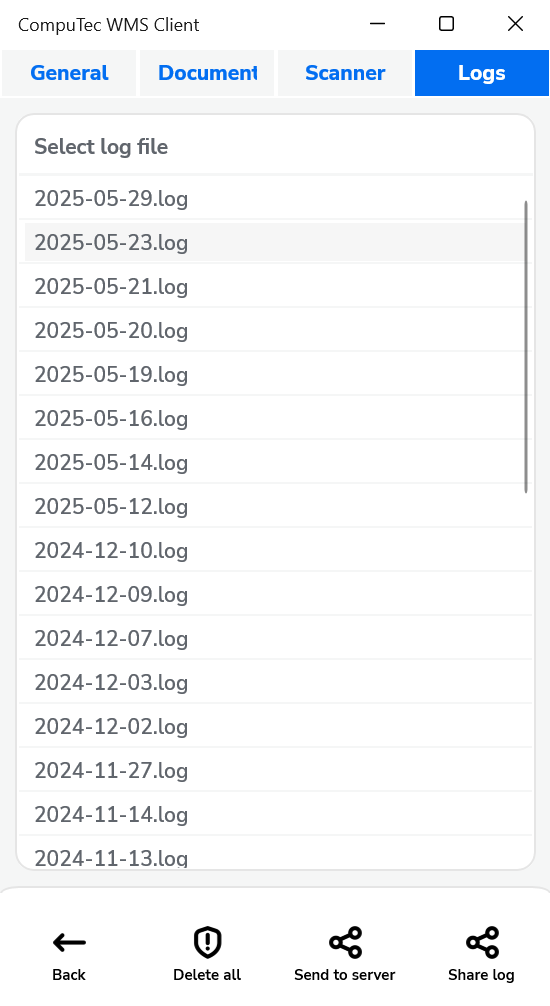 CompuTec WMS Client
General Document Scanner Logs
Select log file
2025-05-29.log
2025-05-23.log
2025-05-21.log
2025-05-20.log
2025-05-19.log
2025-05-16.log
2025-05-14.log
2025-05-12.log
2024-12-10.log
2024-12-09.log
2024-12-07.log
2024-12-03.log
2024-12-02.log
2024-11-27.log
2024-11-14.log
2024-11-13.log
Back Delete all Send to server Share log